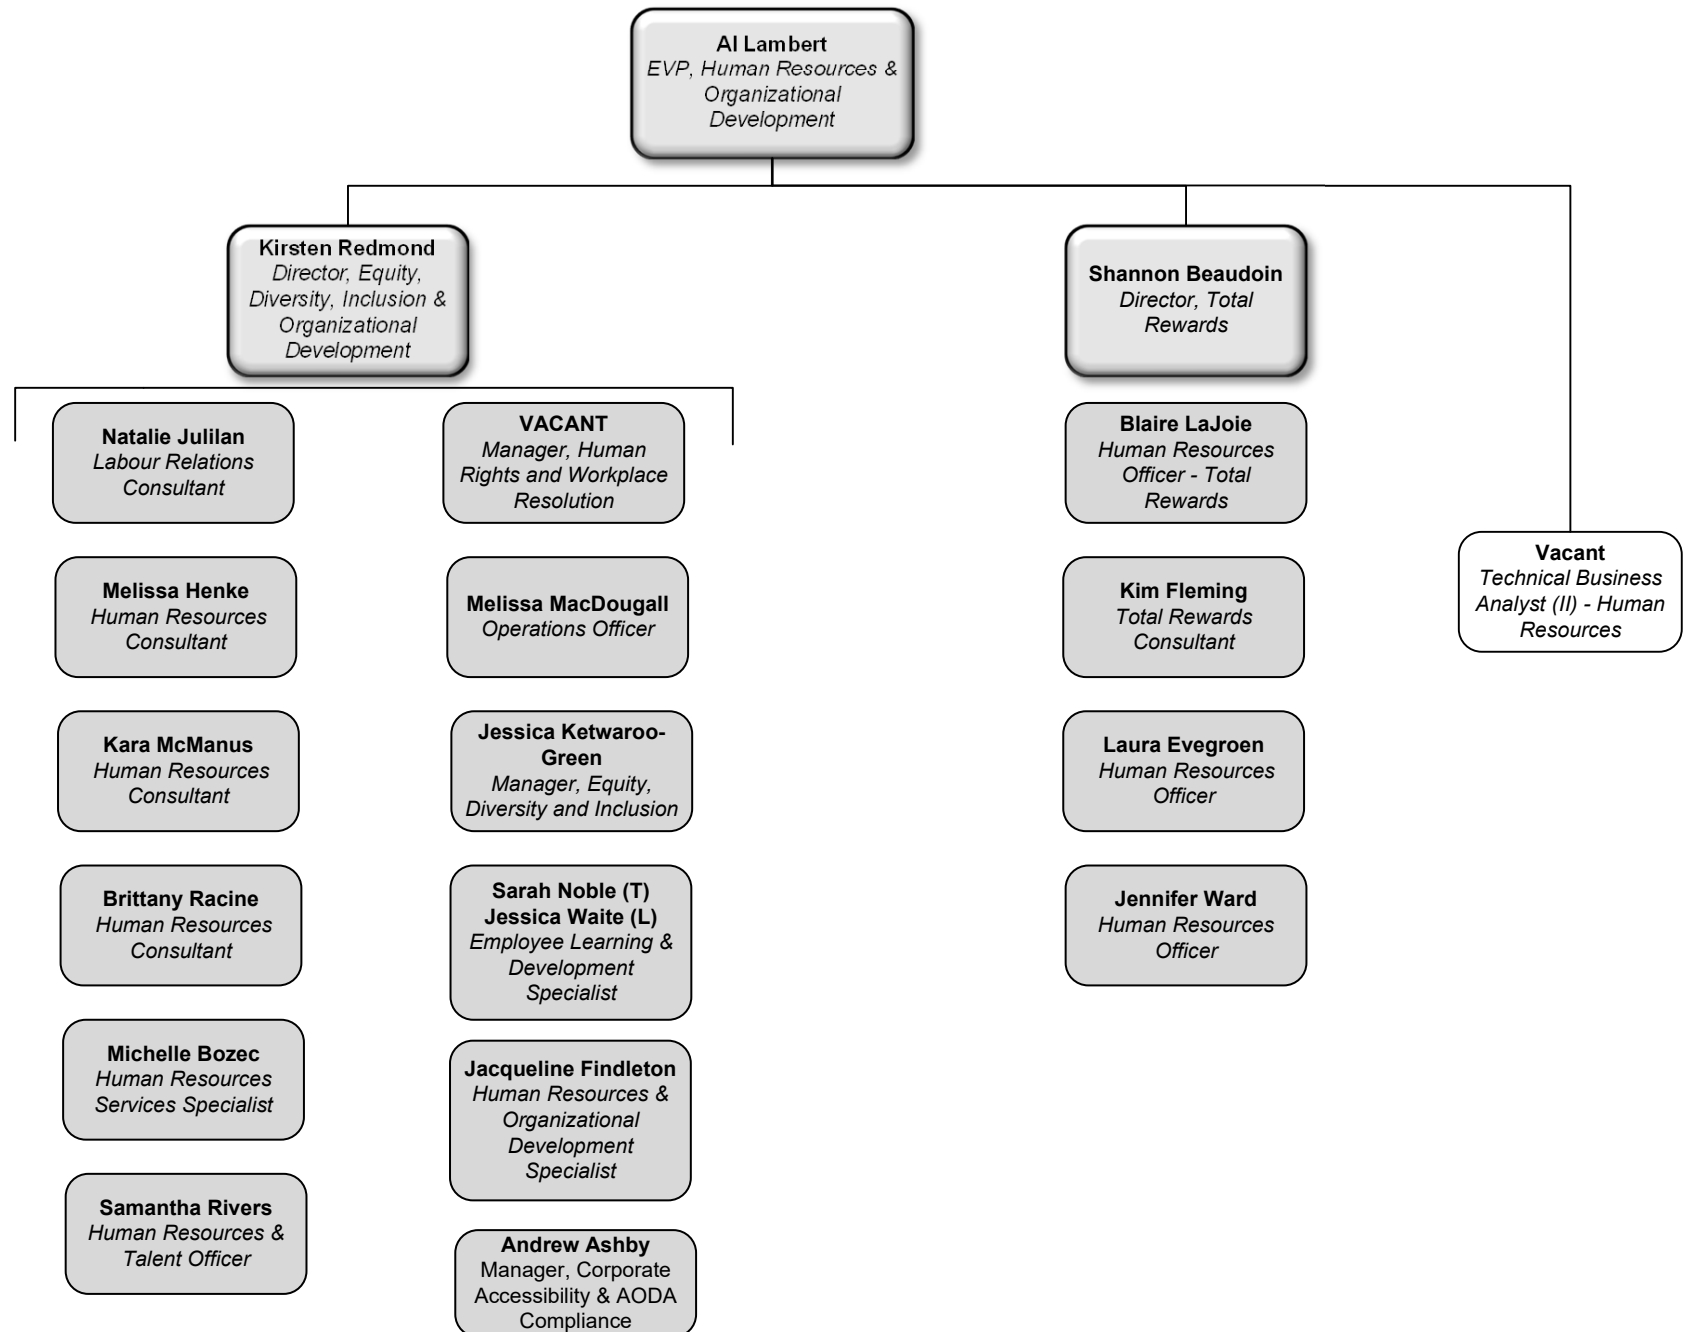 Al Lambert
EVP, Human Resources &
Organizational
Development
Kirsten Redmond
Director, Equity,
Diversity, Inclusion &
Organizational
Development
Shannon Beaudoin
Director, Total
Rewards
Natalie Julilan
Labour Relations
Consultant
VACANT
Manager, Human
Rights and Workplace
Resolution
Blaire LaJoie
Human Resources
Officer - Total
Rewards
Vacant
Technical Business
Analyst (II) - Human
Resources
Melissa Henke
Human Resources
Consultant
Melissa MacDougall
Operations Officer
Kim Fleming
Total Rewards
Consultant
Kara McManus
Human Resources
Consultant
Jessica Ketwaroo-
Green
Manager, Equity,
Diversity and Inclusion
Laura Evegroen
Human Resources
Officer
Brittany Racine
Human Resources
Consultant
Sarah Noble (T)
Jessica Waite (L)
Employee Learning &
Development
Specialist
Jennifer Ward
Human Resources
Officer
Michelle Bozec
Human Resources
Services Specialist
Jacqueline Findleton
Human Resources &
Organizational
Development
Specialist
Samantha Rivers
Human Resources &
Talent Officer
Andrew Ashby
Manager, Corporate
Accessibility & AODA
Compliance